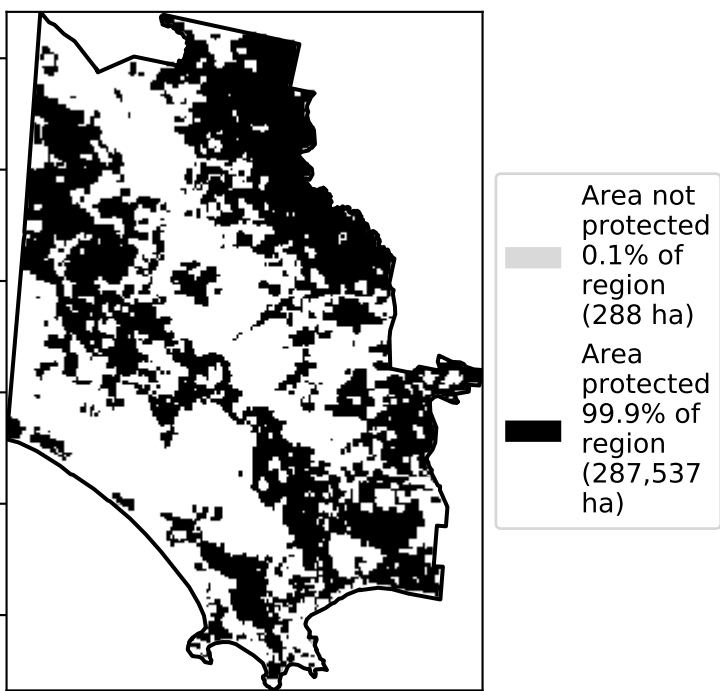 Area not
protected
0.1% of
region
(288 ha)
Area
protected
99.9% of
region
(287,537
ha)